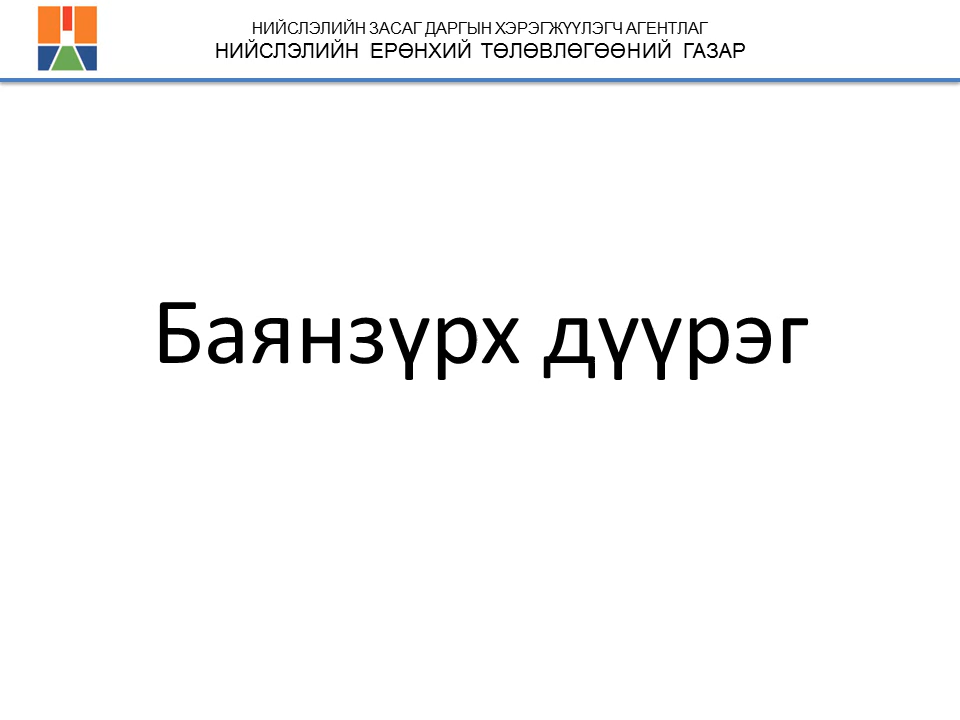 НИЙСЛЭЛИЙН ЗАСАГ ДАРГЫН ХЭРЭГЖҮҮЛЭГЧ АГЕНТЛАГ
НИЙСЛЭЛИЙН ЕРӨНХИЙ ТӨЛӨВЛӨГӨӨНИЙ ГАЗАР
Баянзүрх дүүрэг